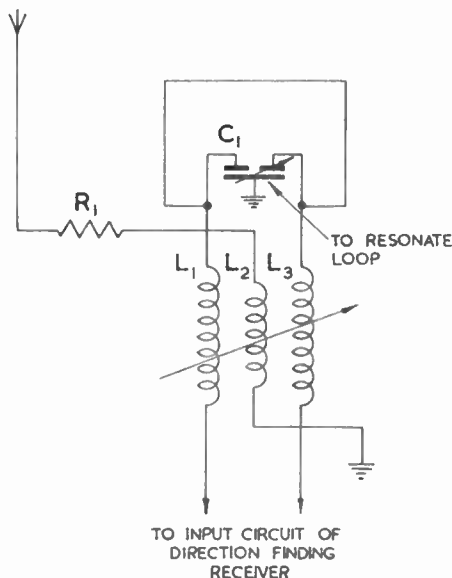 C₁
R₁
TO RESONATE
LOOP
L₁ L₂ L₃
TO INPUT CIRCUIT OF
DIRECTION FINDING
RECEIVER